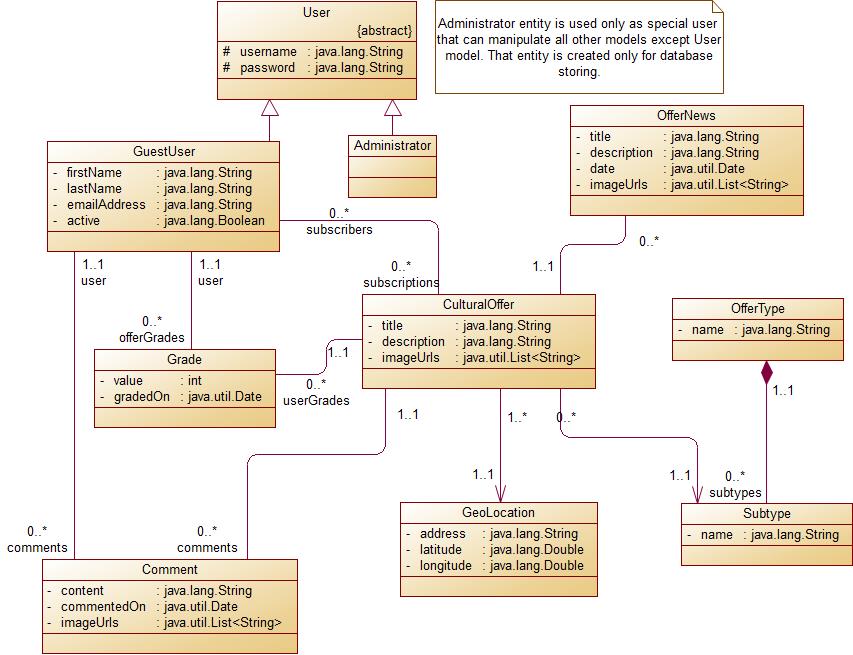 User
{abstract}
# username : java.lang.String
# password : java.lang.String
Administrator entity is used only as special user
that can manipulate all other models except User
model. That entity is created only for database
storing.
GuestUser
- firstName : java.lang.String
- lastName : java.lang.String
- emailAddress : java.lang.String
- active : java.lang.Boolean
Administrator
OfferNews
- title : java.lang.String
- description : java.lang.String
- date : java.util.Date
- imageUrls : java.util.List<String>
0..*
subscribers
0..*
subscriptions
1..1
0..*
1..1
user
1..1
user
0..*
offerGrades
CulturalOffer
- title : java.lang.String
- description : java.lang.String
- imageUrls : java.util.List<String>
OfferType
- name : java.lang.String
Grade
- value : int
- gradedOn : java.util.Date
1..1
0..*
userGrades
1..1
1..*
0..*
1..1
1..1
1..1
0..*
subtypes
GeoLocation
- address : java.lang.String
- latitude : java.lang.Double
- longitude : java.lang.Double
Subtype
- name : java.lang.String
0..*
comments
0..*
comments
Comment
- content : java.lang.String
- commentedOn : java.util.Date
- imageUrls : java.util.List<String>